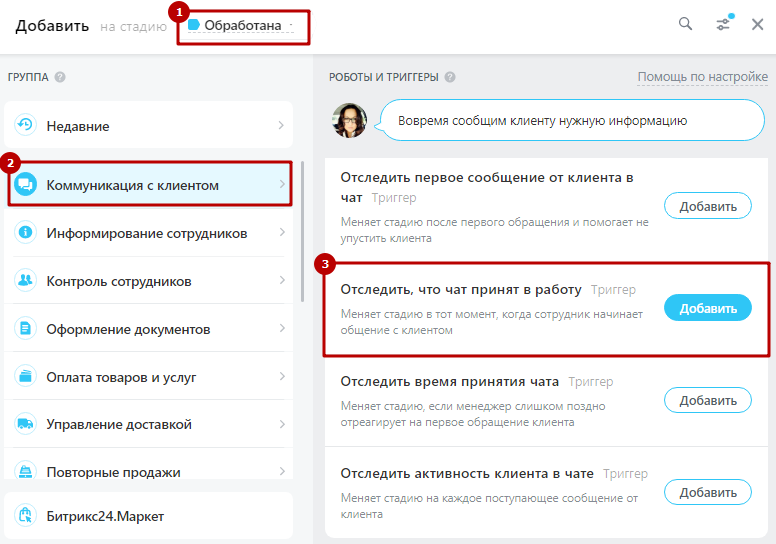 Добавить на стадию 1 Обработана
ГРУППА ?
Недавние
2
Коммуникация с клиентом
Информирование сотрудников
Контроль сотрудников
Оформление документов
Оплата товаров и услуг
Управление доставкой
Повторные продажи
Битрикс24.Маркет
РОБОТЫ И ТРИГГЕРЫ ? Помощь по настройке
Вовремя сообщим клиенту нужную информацию
Отследить первое сообщение от клиента в
чат Триггер
Меняет стадию после первого обращения и помогает не
упустить клиента
Добавить
3
Отследить, что чат принят в работу Триггер
Меняет стадию в тот момент, когда сотрудник начинает
общение с клиентом
Добавить
Отследить время принятия чата Триггер
Меняет стадию, если менеджер слишком поздно
отреагирует на первое обращение клиента
Добавить
Отследить активность клиента в чате Триггер
Меняет стадию на каждое поступающее сообщение от
клиента
Добавить